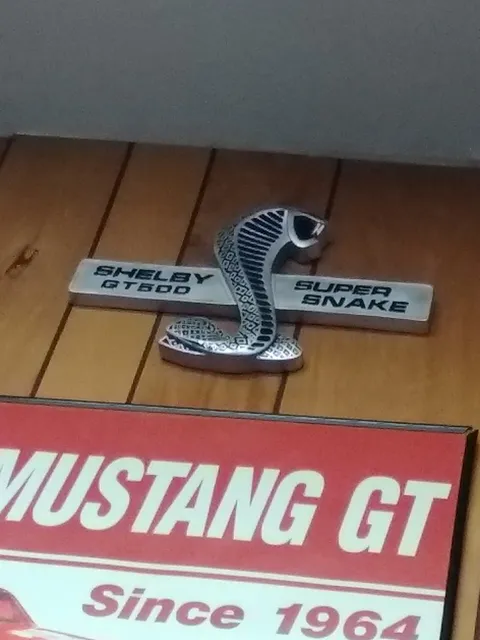 SHELBY
GT500
SUPER
SNAKE
MUSTANG GT
Since 1964